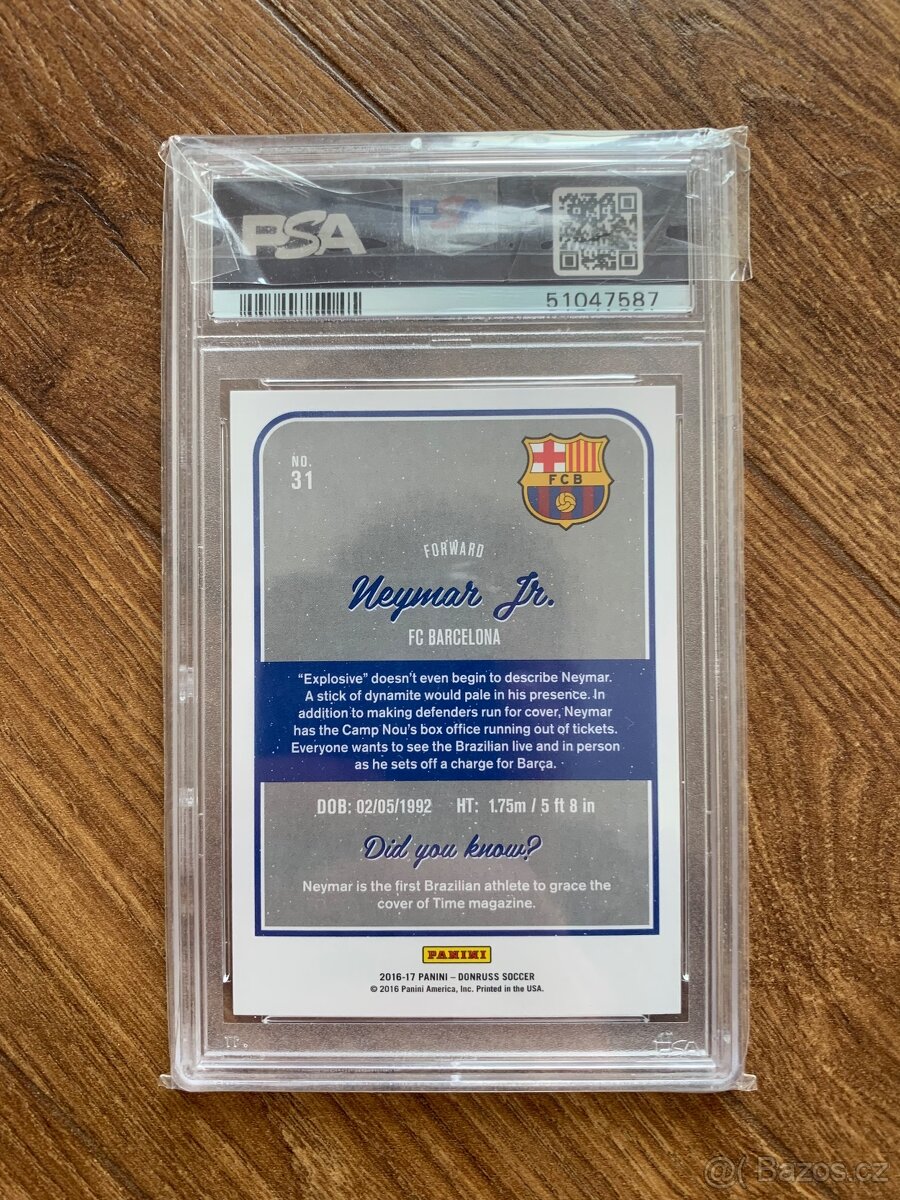 PSA
PSA
51047587
NO.
31
FCB
FORWARD
Neymar Jr.
FC BARCELONA
"Explosive" doesn't even begin to describe Neymar.
A stick of dynamite would pale in his presence. In
addition to making defenders run for cover, Neymar
has the Camp Nou's box office running out of tickets.
Everyone wants to see the Brazilian live and in person
as he sets off a charge for Barça.
DOB: 02/05/1992 HT: 1.75m / 5 ft 8 in
Did you know?
Neymar is the first Brazilian athlete to grace the
cover of Time magazine.
PANINI
2016-17 PANINI – DONRUSS SOCCER
© 2016 Panini America, Inc. Printed in the USA.
PSA
@( Bazos.cz